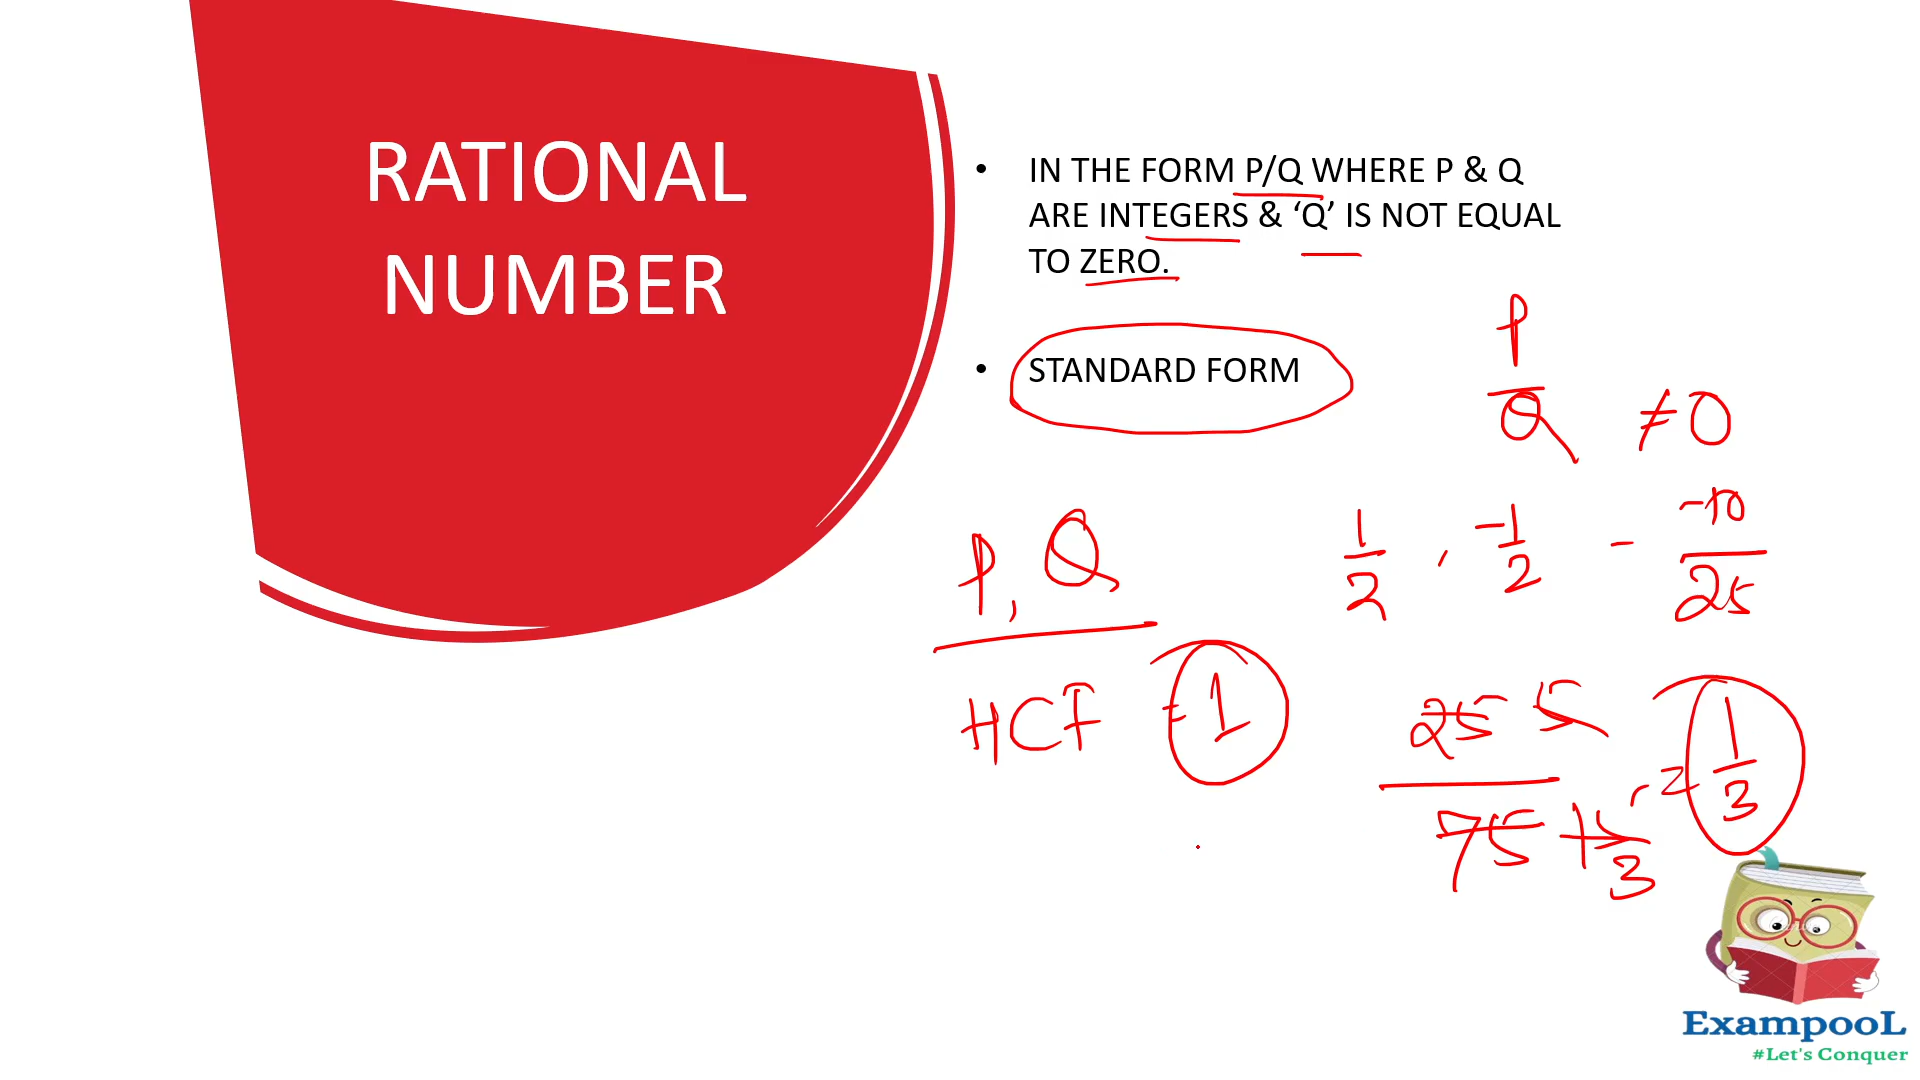 RATIONAL
NUMBER
• IN THE FORM P/Q WHERE P & Q
ARE INTEGERS & ‘Q’ IS NOT EQUAL
TO ZERO.
• STANDARD FORM
P
Q ≠ 0
P, Q
HCF = 1
1/2 , -1/2 - -10/25
25 5
75 15 3 = 1/3
ExampooL
#Let's Conquer